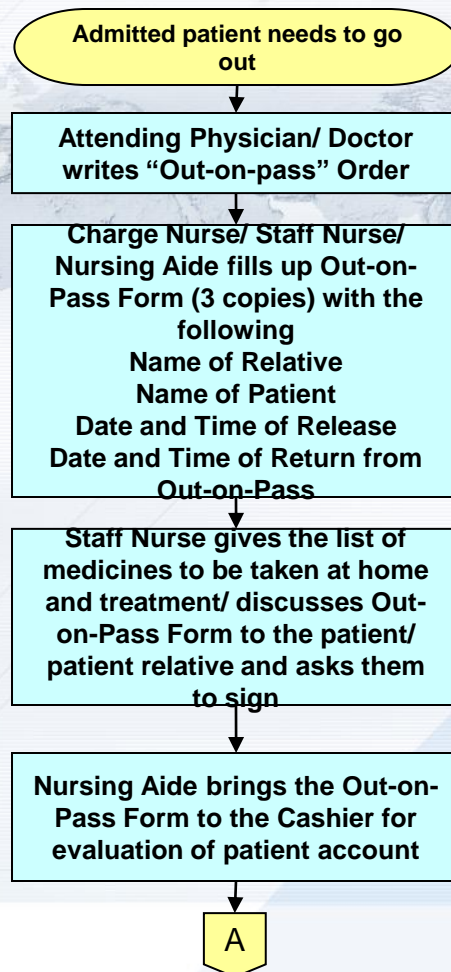 Admitted patient needs to go
out
Attending Physician/ Doctor
writes “Out-on-pass” Order
Charge Nurse/ Staff Nurse/
Nursing Aide fills up Out-on-
Pass Form (3 copies) with the
following
Name of Relative
Name of Patient
Date and Time of Release
Date and Time of Return from
Out-on-Pass
Staff Nurse gives the list of
medicines to be taken at home
and treatment/ discusses Out-
on-Pass Form to the patient/
patient relative and asks them
to sign
Nursing Aide brings the Out-on-
Pass Form to the Cashier for
evaluation of patient account
A